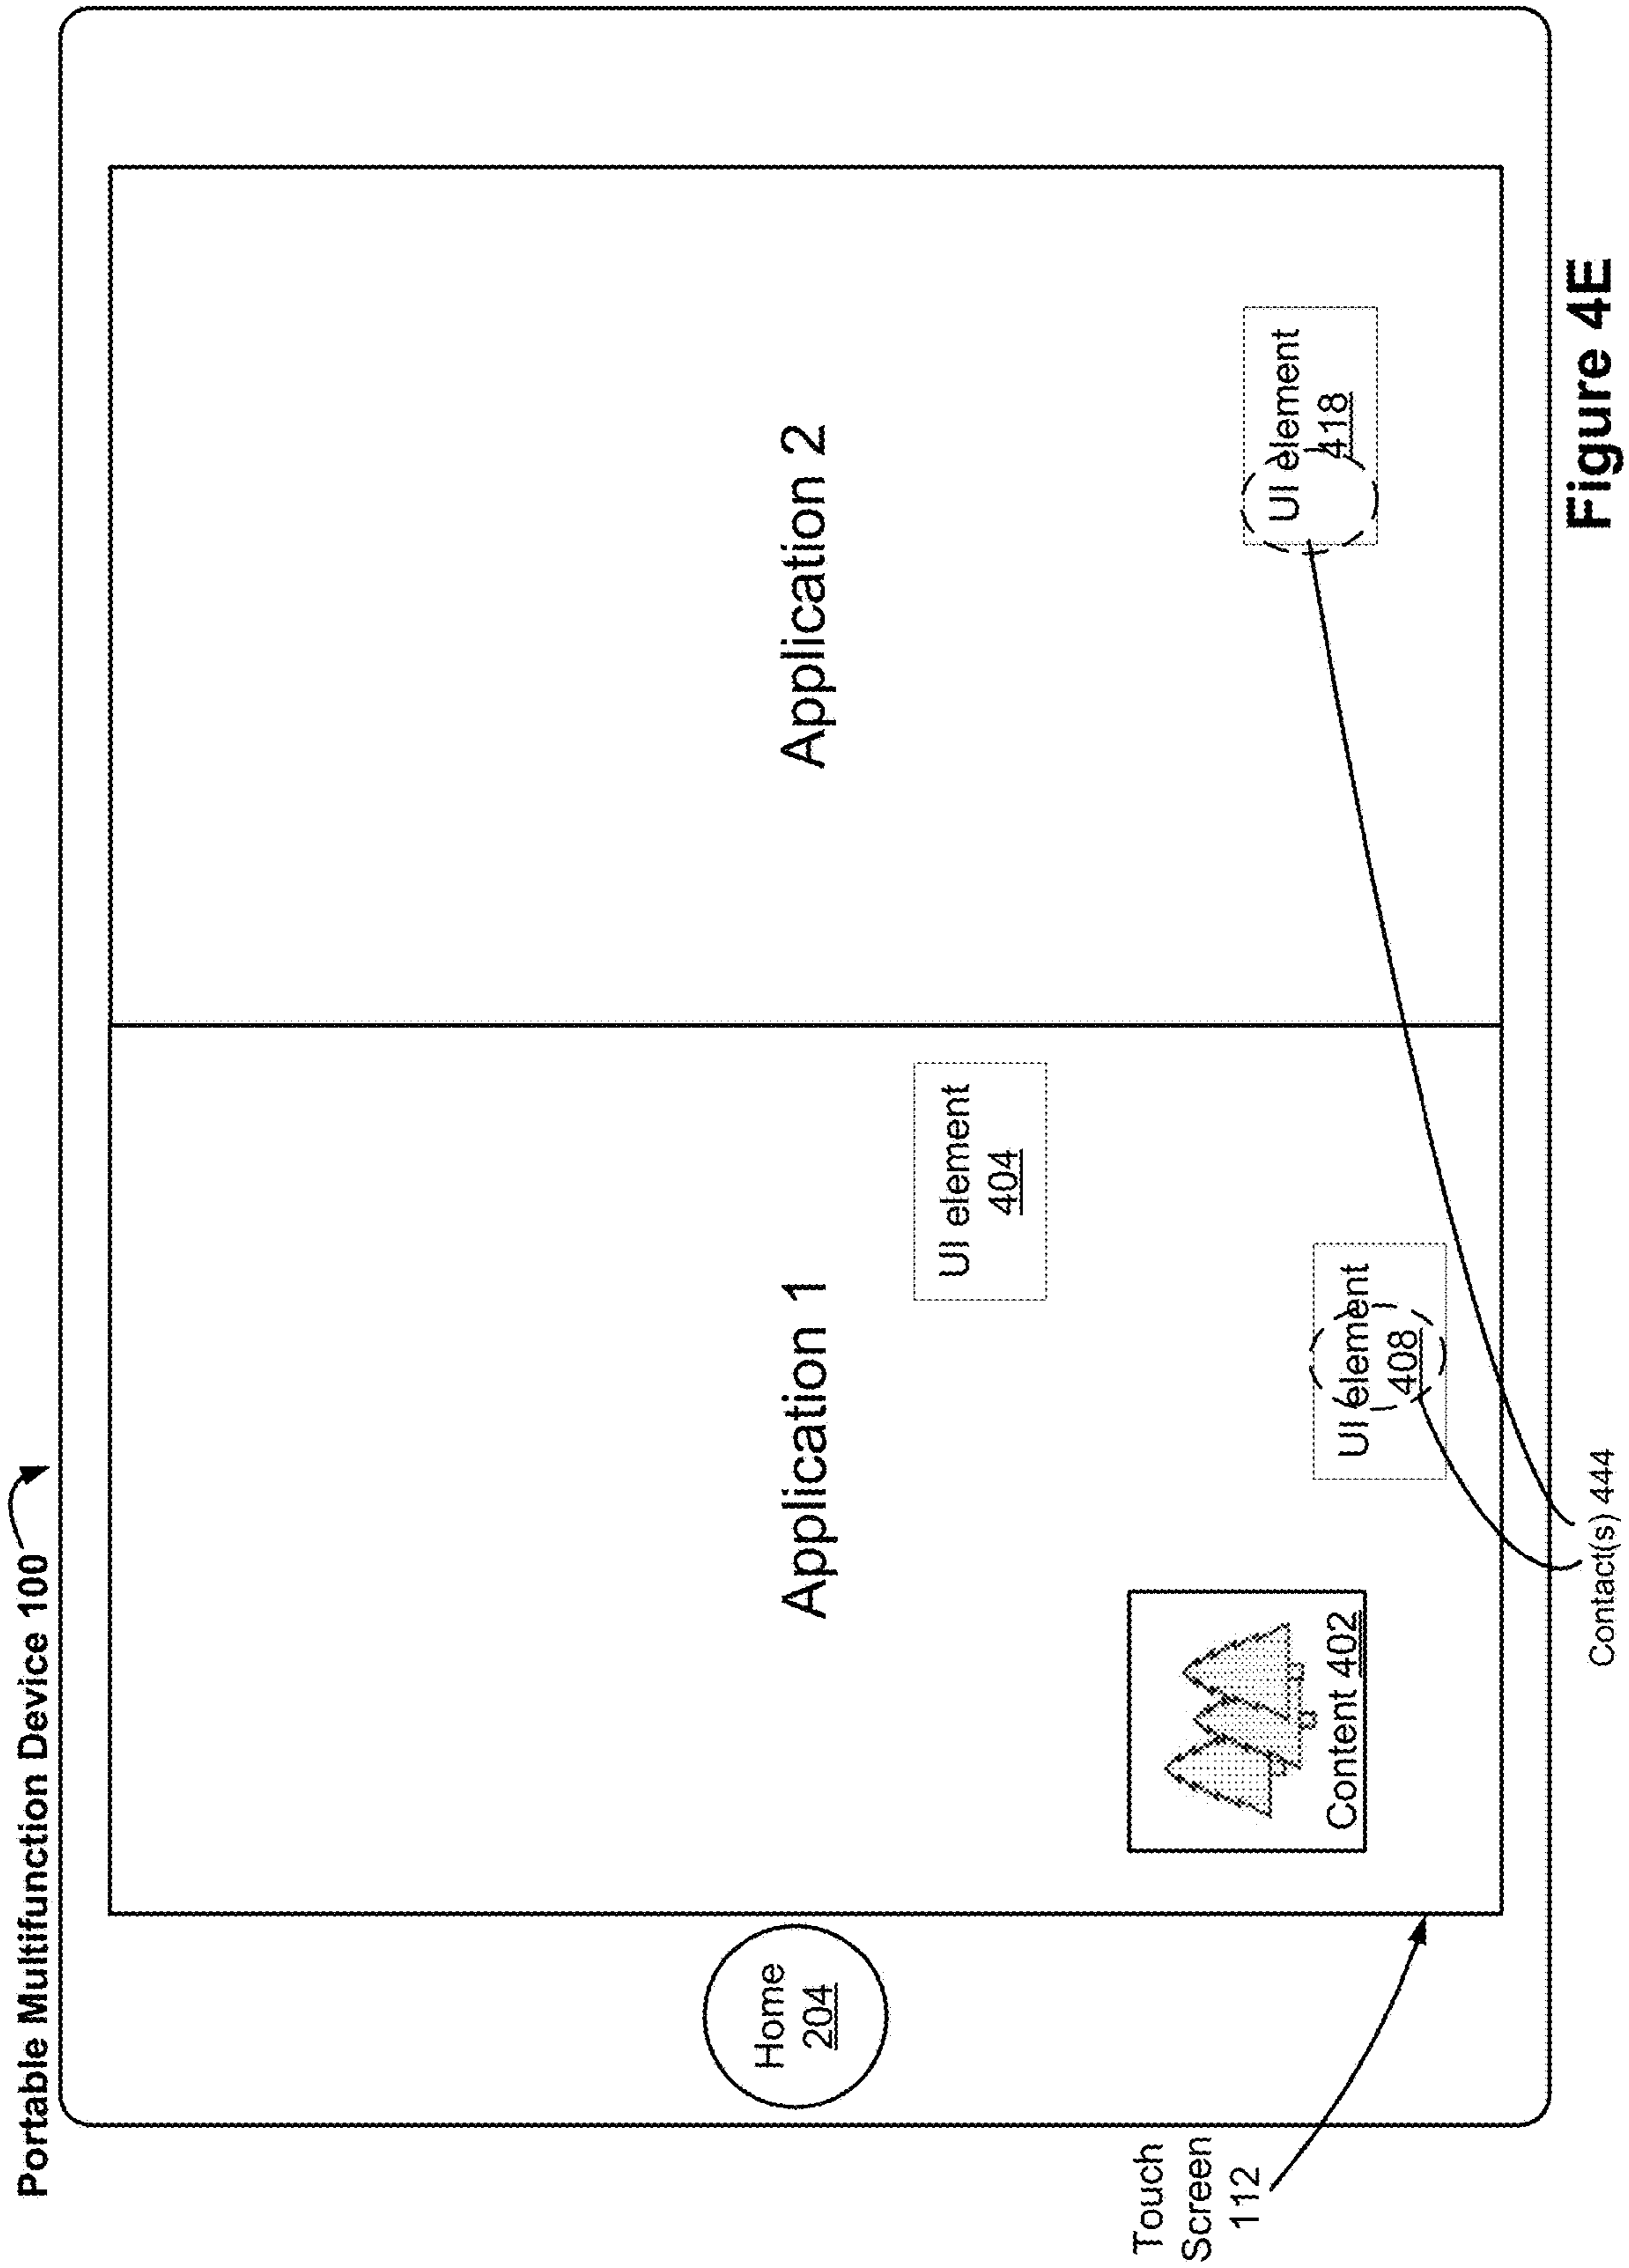 Portable Multifunction Device 100
Application 1
Application 2
UI element
404
UI element
418
UI element
408
Content 402
Home
204
Touch
Screen
112
Contact(s) 444
Figure 4E